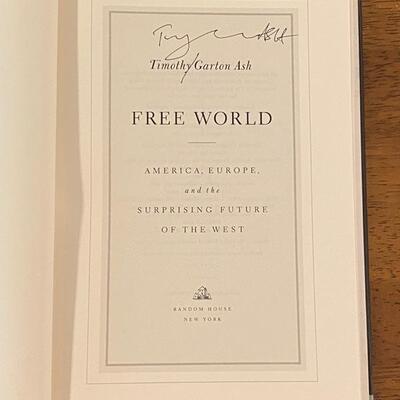 Timothy Garton Ash
FREE WORLD
AMERICA, EUROPE,
and the
SURPRISING FUTURE
OF THE WEST
RANDOM HOUSE
NEW YORK